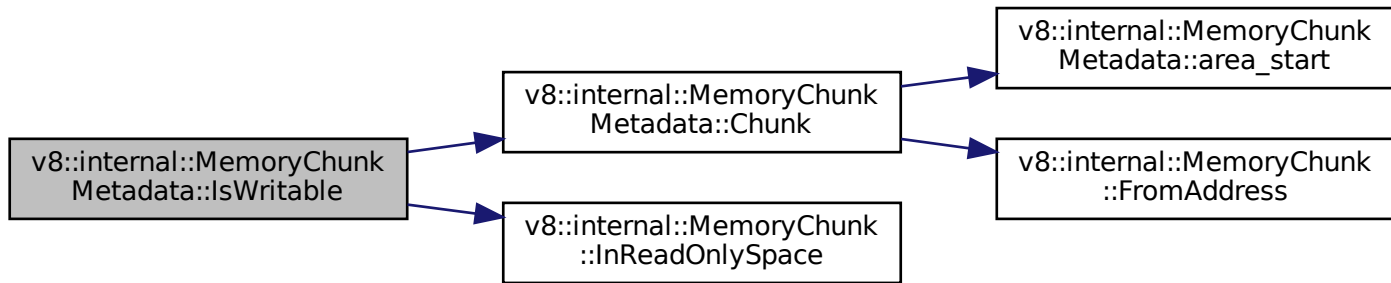 v8::internal::MemoryChunk
Metadata::IsWritable
v8::internal::MemoryChunk
Metadata::Chunk
v8::internal::MemoryChunk
::InReadOnlySpace
v8::internal::MemoryChunk
Metadata::area_start
v8::internal::MemoryChunk
::FromAddress